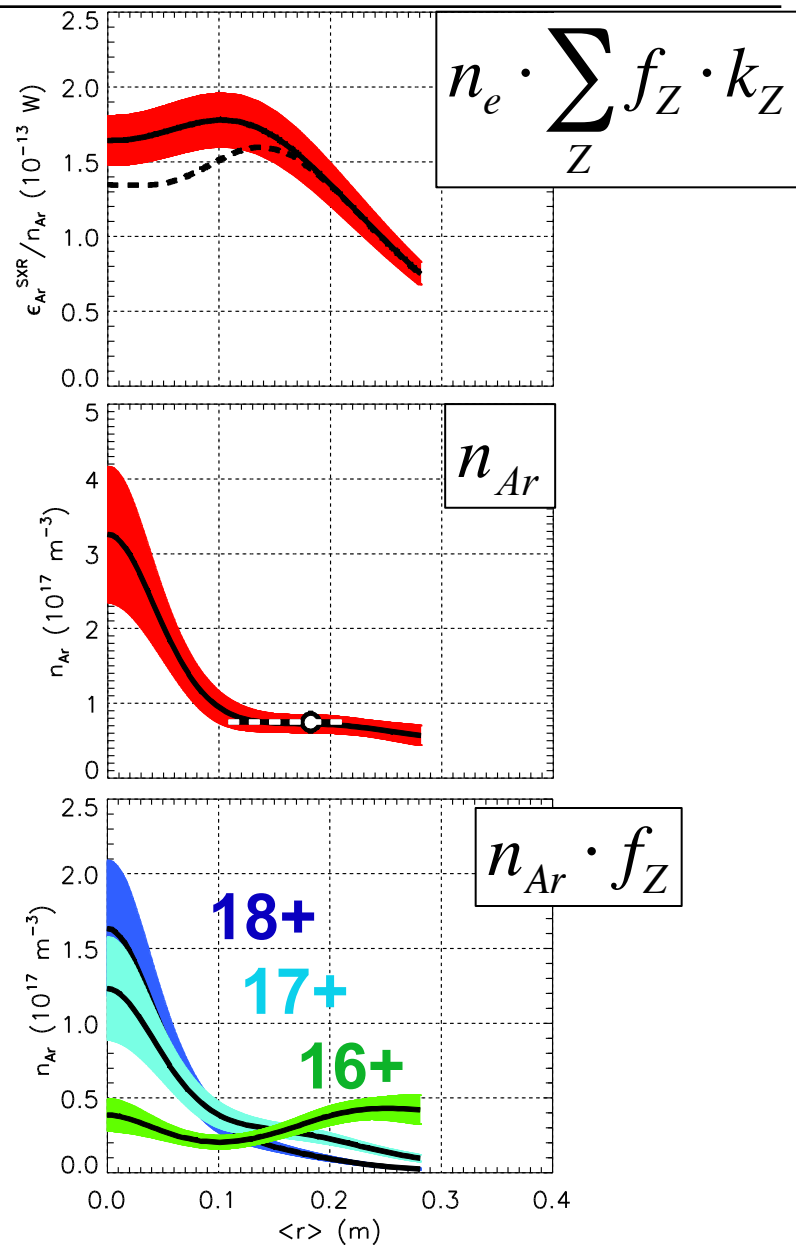 2.5
2.0
1.5
1.0
0.5
0.0
ε_Ar^SXR/n_Ar (10^-13 W)
n_e · ∑_Z f_Z · k_Z
5
4
3
2
1
0
n_Ar (10^17 m^-3)
n_Ar
2.5
2.0
1.5
1.0
0.5
0.0
n_Ar (10^17 m^-3)
n_Ar · f_Z
18+
17+
16+
0.0 0.1 0.2 0.3 0.4
<r> (m)